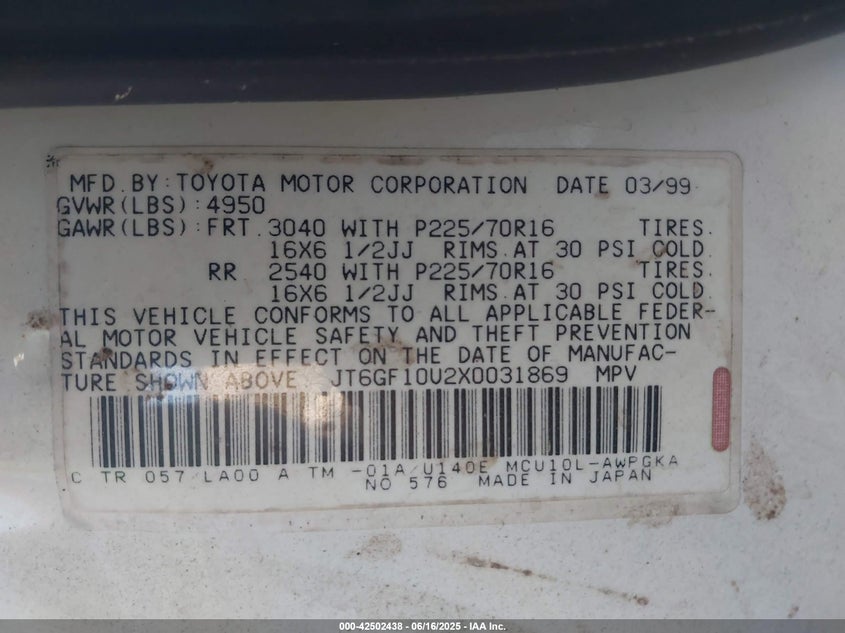 MFD. BY: TOYOTA MOTOR CORPORATION DATE 03/99
GVWR(LBS): 4950
GAWR(LBS): FRT. 3040 WITH P225/70R16 TIRES.
16X6 1/2JJ RIMS. AT 30 PSI COLD.
RR 2540 WITH P225/70R16 TIRES.
16X6 1/2JJ RIMS. AT 30 PSI COLD.
THIS VEHICLE CONFORMS TO ALL APPLICABLE FEDER-
AL MOTOR VEHICLE SAFETY AND THEFT PREVENTION
STANDARDS IN EFFECT ON THE DATE OF MANUFAC-
TURE SHOWN ABOVE. JT6GF10U2X0031869 MPV
C TR 057 LA00 A TM -01A/U140E MCU10L-AWPGKA
NO 576 MADE IN JAPAN
000-42502438 - 06/16/2025 - IAA Inc.